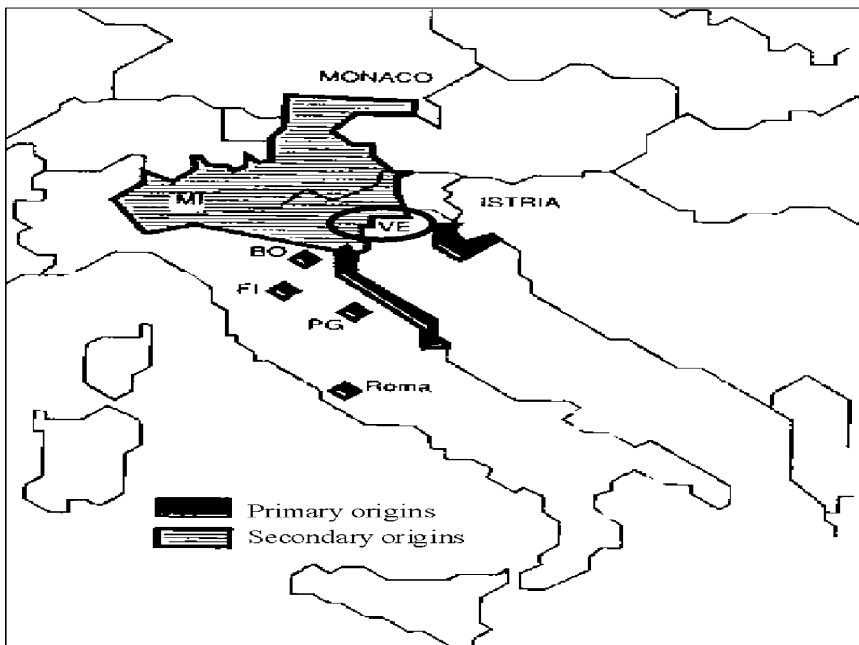 MONACO
MI
ISTRIA
VE
BO
FI
PG
Roma
Primary origins
Secondary origins